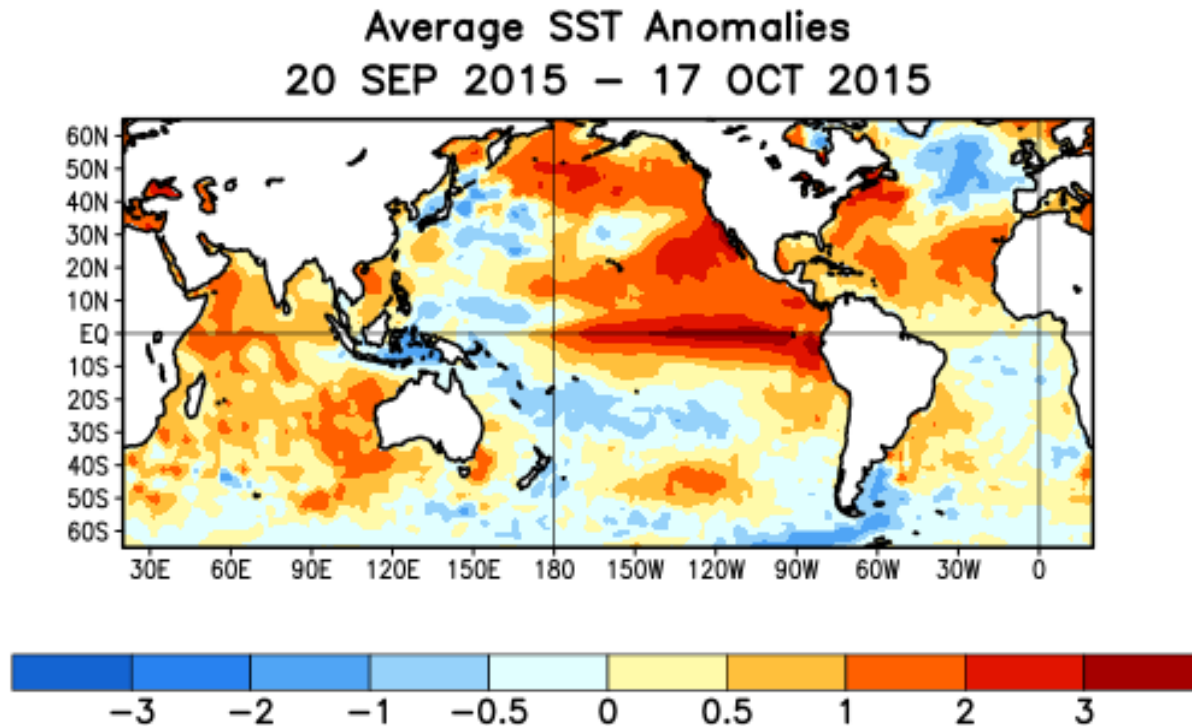 Average SST Anomalies
20 SEP 2015 – 17 OCT 2015
60N
50N
40N
30N
20N
10N
EQ
10S
20S
30S
40S
50S
60S
30E 60E 90E 120E 150E 180 150W 120W 90W 60W 30W 0
-3 -2 -1 -0.5 0 0.5 1 2 3